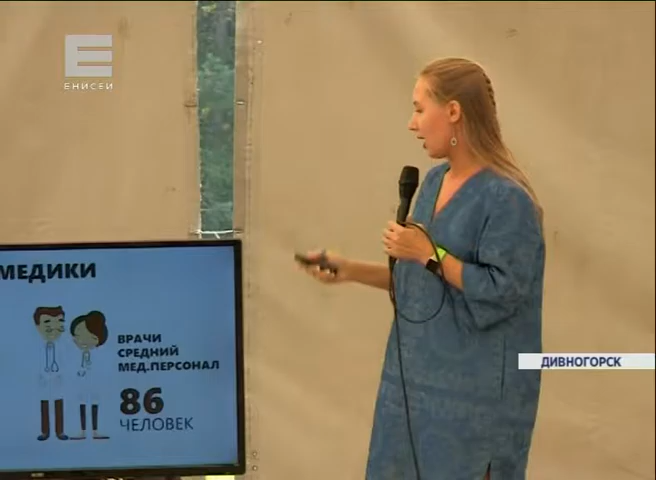 ЕНИСЕЙ
МЕДИКИ
ВРАЧИ
СРЕДНИЙ
МЕД.ПЕРСОНАЛ
86
ЧЕЛОВЕК
ДИВНОГОРСК